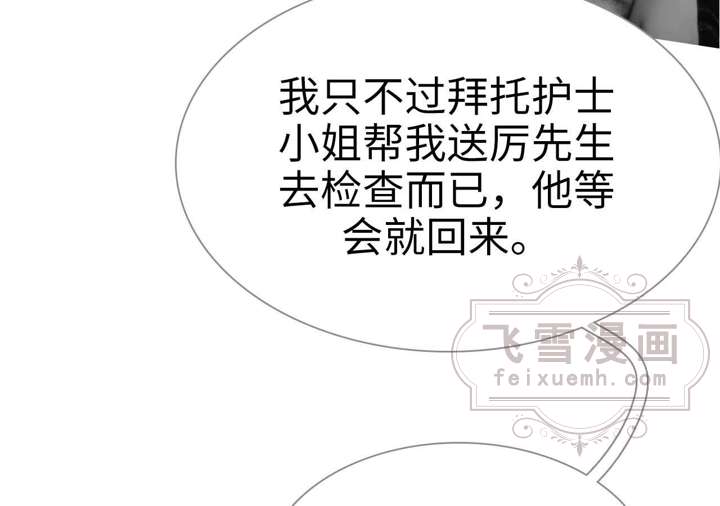 我只不过拜托护士
小姐帮我送厉先生
去检查而已，他等
会就回来。
飞雪漫画
feixuemh.com